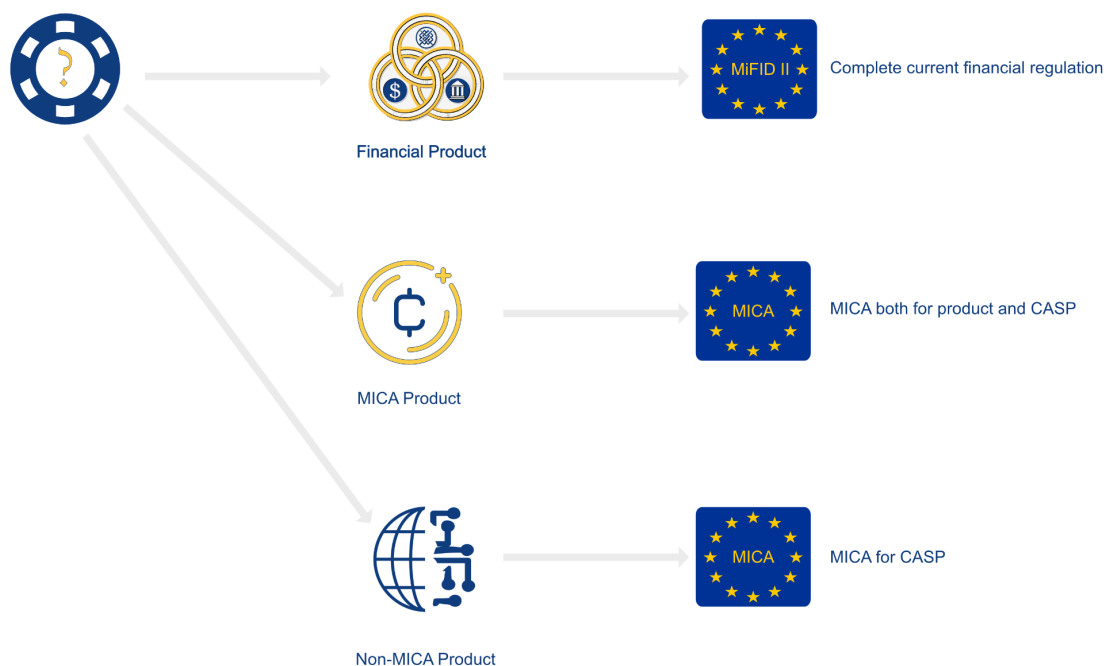 ?
$
Financial Product
MiFID II
Complete current financial regulation
MICA Product
MICA
MICA both for product and CASP
Non-MICA Product
MICA
MICA for CASP